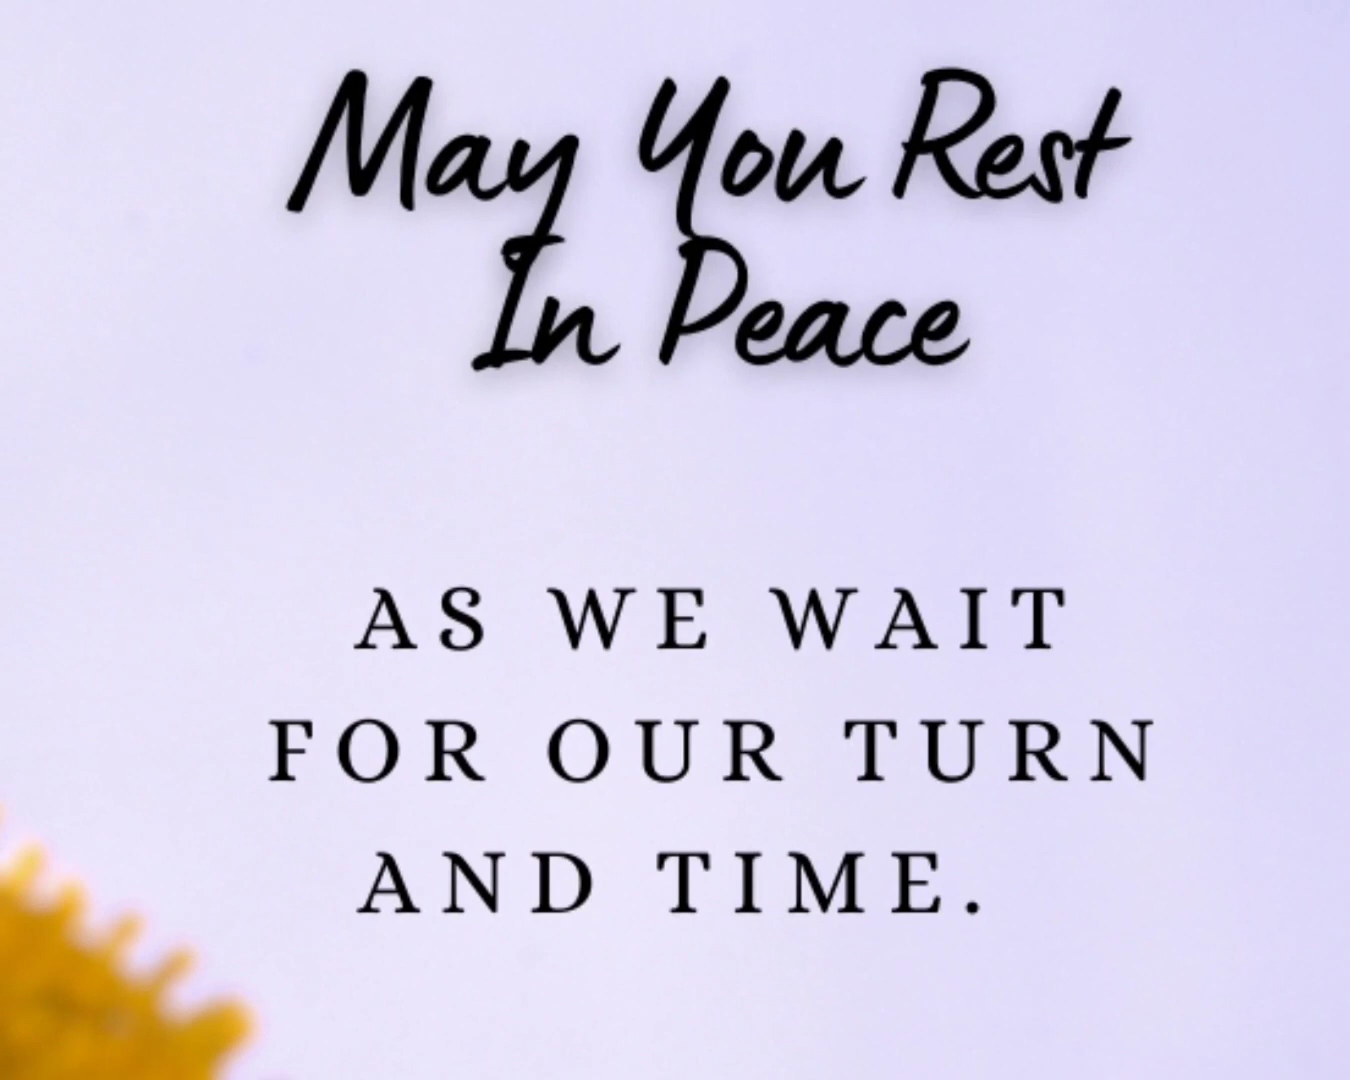 May You Rest
In Peace
AS WE WAIT
FOR OUR TURN
AND TIME.